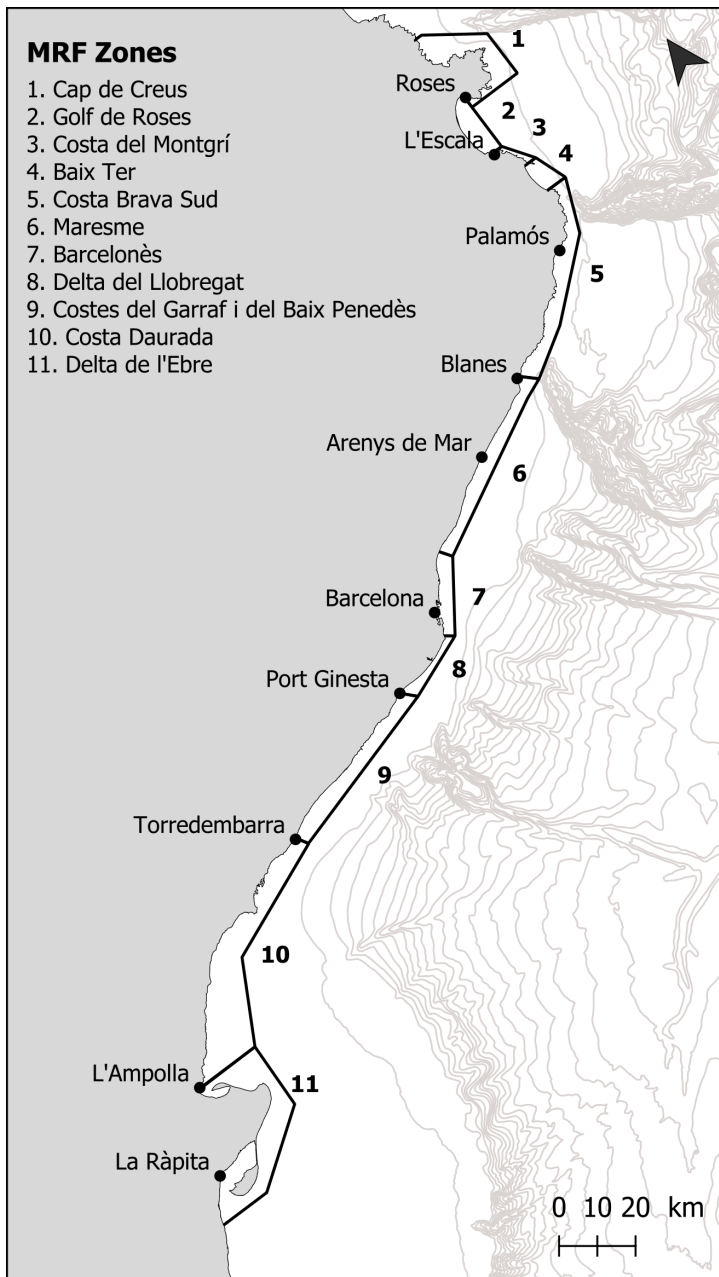 MRF Zones
1. Cap de Creus
2. Golf de Roses
3. Costa del Montgrí
4. Baix Ter
5. Costa Brava Sud
6. Maresme
7. Barcelonès
8. Delta del Llobregat
9. Costes del Garraf i del Baix Penedès
10. Costa Daurada
11. Delta de l'Ebre
1
Roses
2
L'Escala
3
4
Palamós
5
Blanes
Arenys de Mar
6
Barcelona
7
Port Ginesta
8
9
Torredembarra
10
L'Ampolla
11
La Ràpita
0 10 20 km